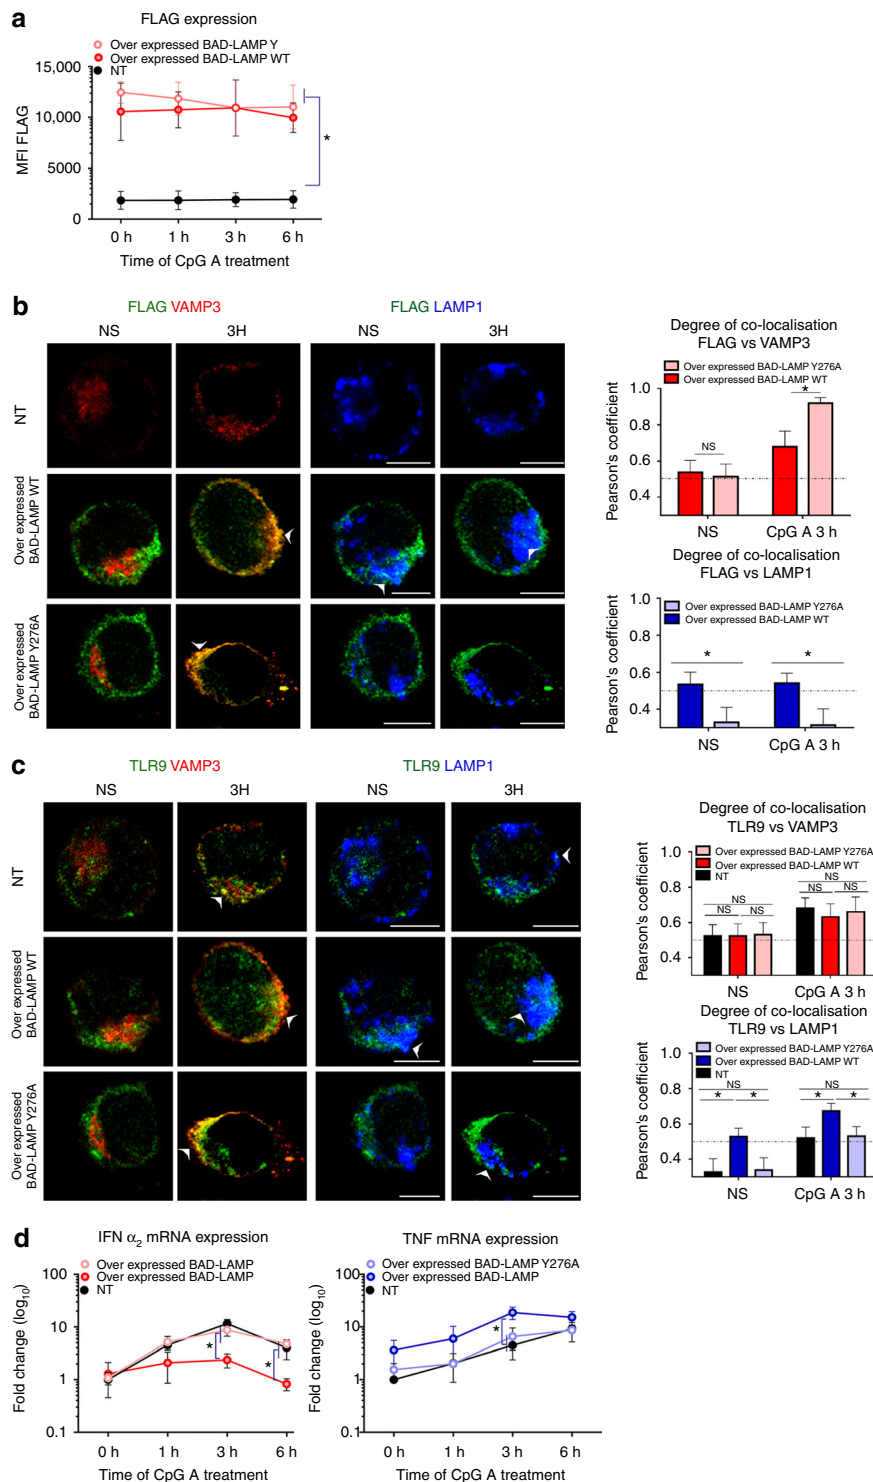 a
FLAG expression
Over expressed BAD-LAMP Y
Over expressed BAD-LAMP WT
NT
15,000
10,000
5000
0
MFI FLAG
*
0 h 1 h 3 h 6 h
Time of CpG A treatment
b
FLAG VAMP3
FLAG LAMP1
NS 3H NS 3H
NT
Over expressed BAD-LAMP WT
Over expressed BAD-LAMP Y276A
Degree of co-localisation
FLAG vs VAMP3
Over expressed BAD-LAMP Y276A
Over expressed BAD-LAMP WT
1.0
0.8
0.6
0.4
Pearson's coefficient
NS
*
NS CpG A 3 h
Degree of co-localisation
FLAG vs LAMP1
Over expressed BAD-LAMP Y276A
Over expressed BAD-LAMP WT
1.0
0.8
0.6
0.4
Pearson's coefficient
* *
NS CpG A 3 h
c
TLR9 VAMP3
TLR9 LAMP1
NS 3H NS 3H
NT
Over expressed BAD-LAMP WT
Over expressed BAD-LAMP Y276A
Degree of co-localisation
TLR9 vs VAMP3
Over expressed BAD-LAMP Y276A
Over expressed BAD-LAMP WT
NT
1.0
0.8
0.6
0.4
Pearson's coefficient
NS
NS NS
NS
NS NS
NS CpG A 3 h
Degree of co-localisation
TLR9 vs LAMP1
Over expressed BAD-LAMP Y276A
Over expressed BAD-LAMP WT
NT
1.0
0.8
0.6
0.4
Pearson's coefficient
NS
* *
NS
* *
NS CpG A 3 h
d
IFN α2 mRNA expression
Over expressed BAD-LAMP
Over expressed BAD-LAMP
NT
100
10
1
0.1
Fold change (log10)
* *
0 h 1 h 3 h 6 h
Time of CpG A treatment
TNF mRNA expression
Over expressed BAD-LAMP Y276A
Over expressed BAD-LAMP
NT
100
10
1
0.1
Fold change (log10)
*
0 h 1 h 3 h 6 h
Time of CpG A treatment